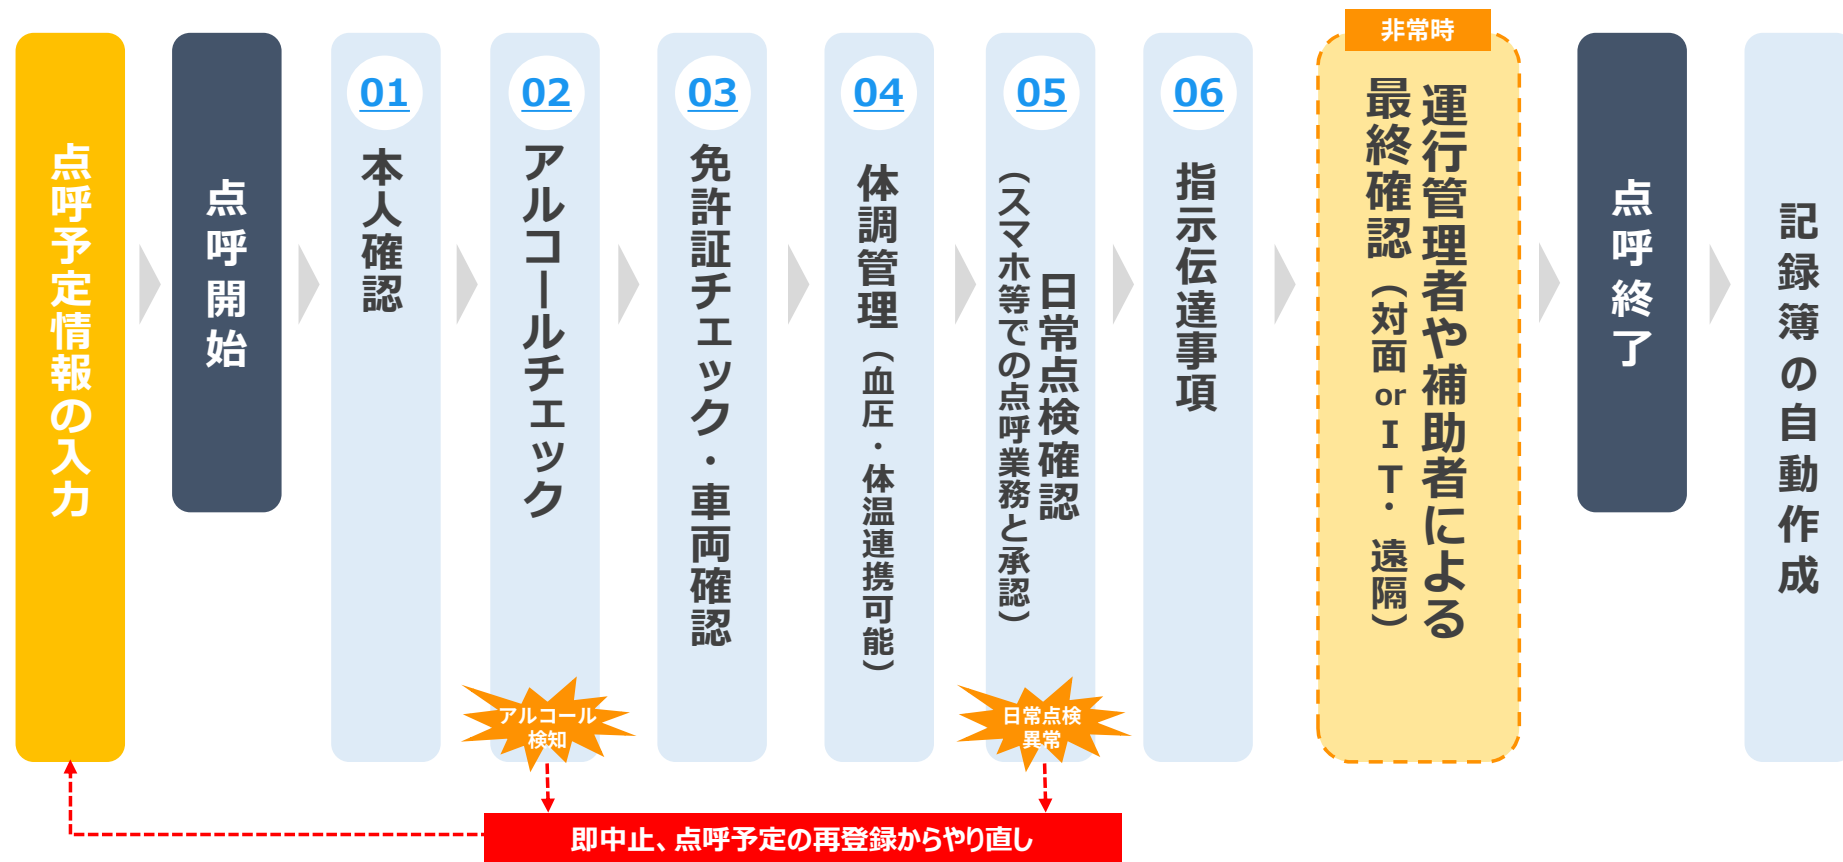 点呼予定情報の入力
点呼開始
01
本人確認
02
アルコールチェック
アルコール
検知
03
免許証チェック・車両確認
04
体調管理（血圧・体温連携可能）
05
日常点検確認
（スマホ等での点呼業務と承認）
日常点検
異常
06
指示伝達事項
非常時
運行管理者や補助者による
最終確認（対面orIT・遠隔）
点呼終了
記録簿の自動作成
即中止、点呼予定の再登録からやり直し